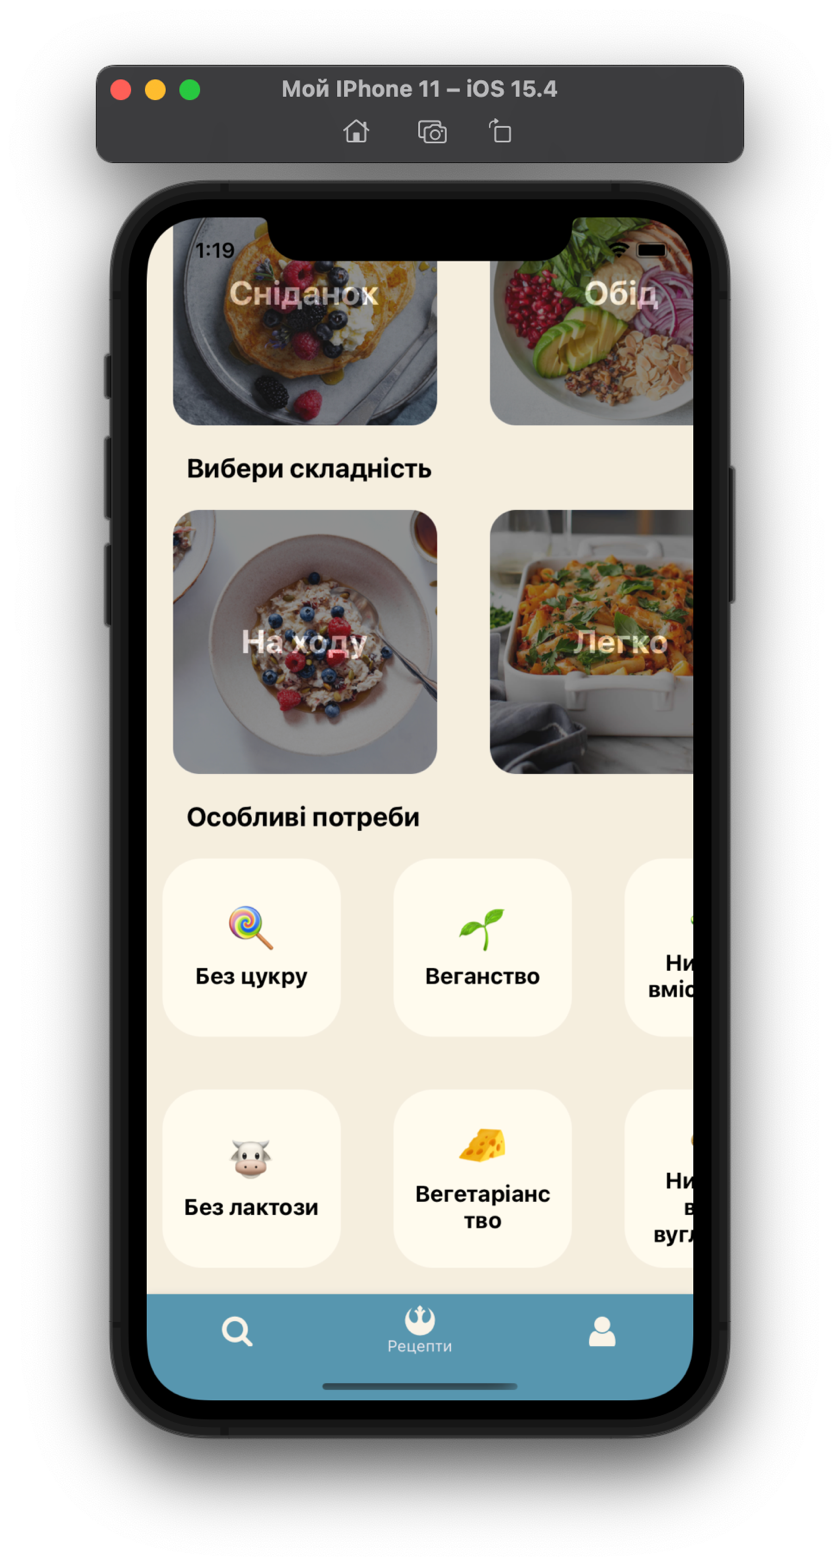 Мой IPhone 11 – iOS 15.4
1:19
Сніданок
Обід
Вибери складність
На ходу
Легко
Особливі потреби
Без цукру
Веганство
Без лактози
Вегетаріанс
тво
Рецепти